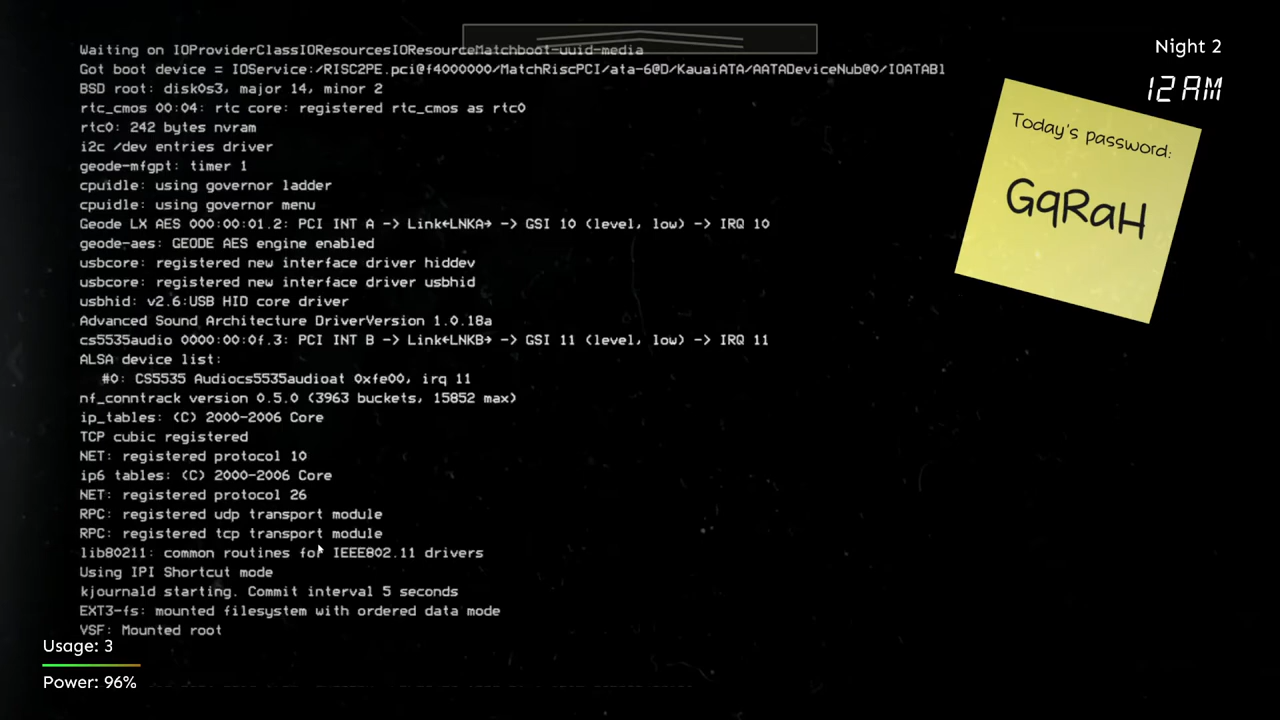 Waiting on IOProviderClassIOResourcesIOResourceMatchboot-uuid-media
Got boot device = IOService:/RISC2PE.pci@f4000000/MatchRiscPCI/ata-6@D/KauaiATA/AATADeviceNub@0/IOATABl
BSD root: disk0s3, major 14, minor 2
rtc_cmos 00:04: rtc core: registered rtc_cmos as rtc0
rtc0: 242 bytes nvram
i2c /dev entries driver
geode-mfgpt: timer 1
cpuidle: using governor ladder
cpuidle: using governor menu
Geode LX AES 000:00:01.2: PCI INT A -> Link←LNKA→ -> GSI 10 (level, low) -> IRQ 10
geode-aes: GEODE AES engine enabled
usbcore: registered new interface driver hiddev
usbcore: registered new interface driver usbhid
usbhid: v2.6:USB HID core driver
Advanced Sound Architecture DriverVersion 1.0.18a
cs5535audio 0000:00:0f.3: PCI INT B -> Link←LNKB→ -> GSI 11 (level, low) -> IRQ 11
ALSA device list:
#0: CS5535 Audiocs5535audioat 0xfe00, irq 11
nf_conntrack version 0.5.0 (3963 buckets, 15852 max)
ip_tables: (C) 2000-2006 Core
TCP cubic registered
NET: registered protocol 10
ip6 tables: (C) 2000-2006 Core
NET: registered protocol 26
RPC: registered udp transport module
RPC: registered tcp transport module
lib80211: common routines for IEEE802.11 drivers
Using IPI Shortcut mode
kjournald starting. Commit interval 5 seconds
EXT3-fs: mounted filesystem with ordered data mode
VSF: Mounted root
Usage: 3
Power: 96%
Night 2
12 AM
Today's password:
GqRaH